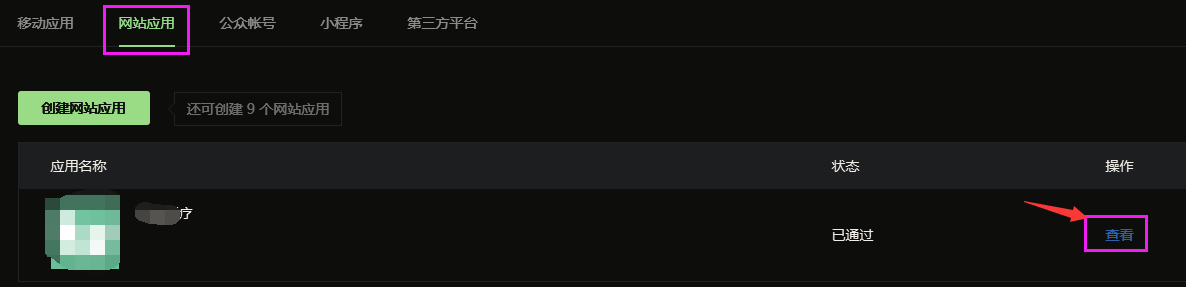 移动应用 网站应用 公众帐号 小程序 第三方平台
创建网站应用 还可创建 9 个网站应用
应用名称 状态 操作
序
已通过 查看